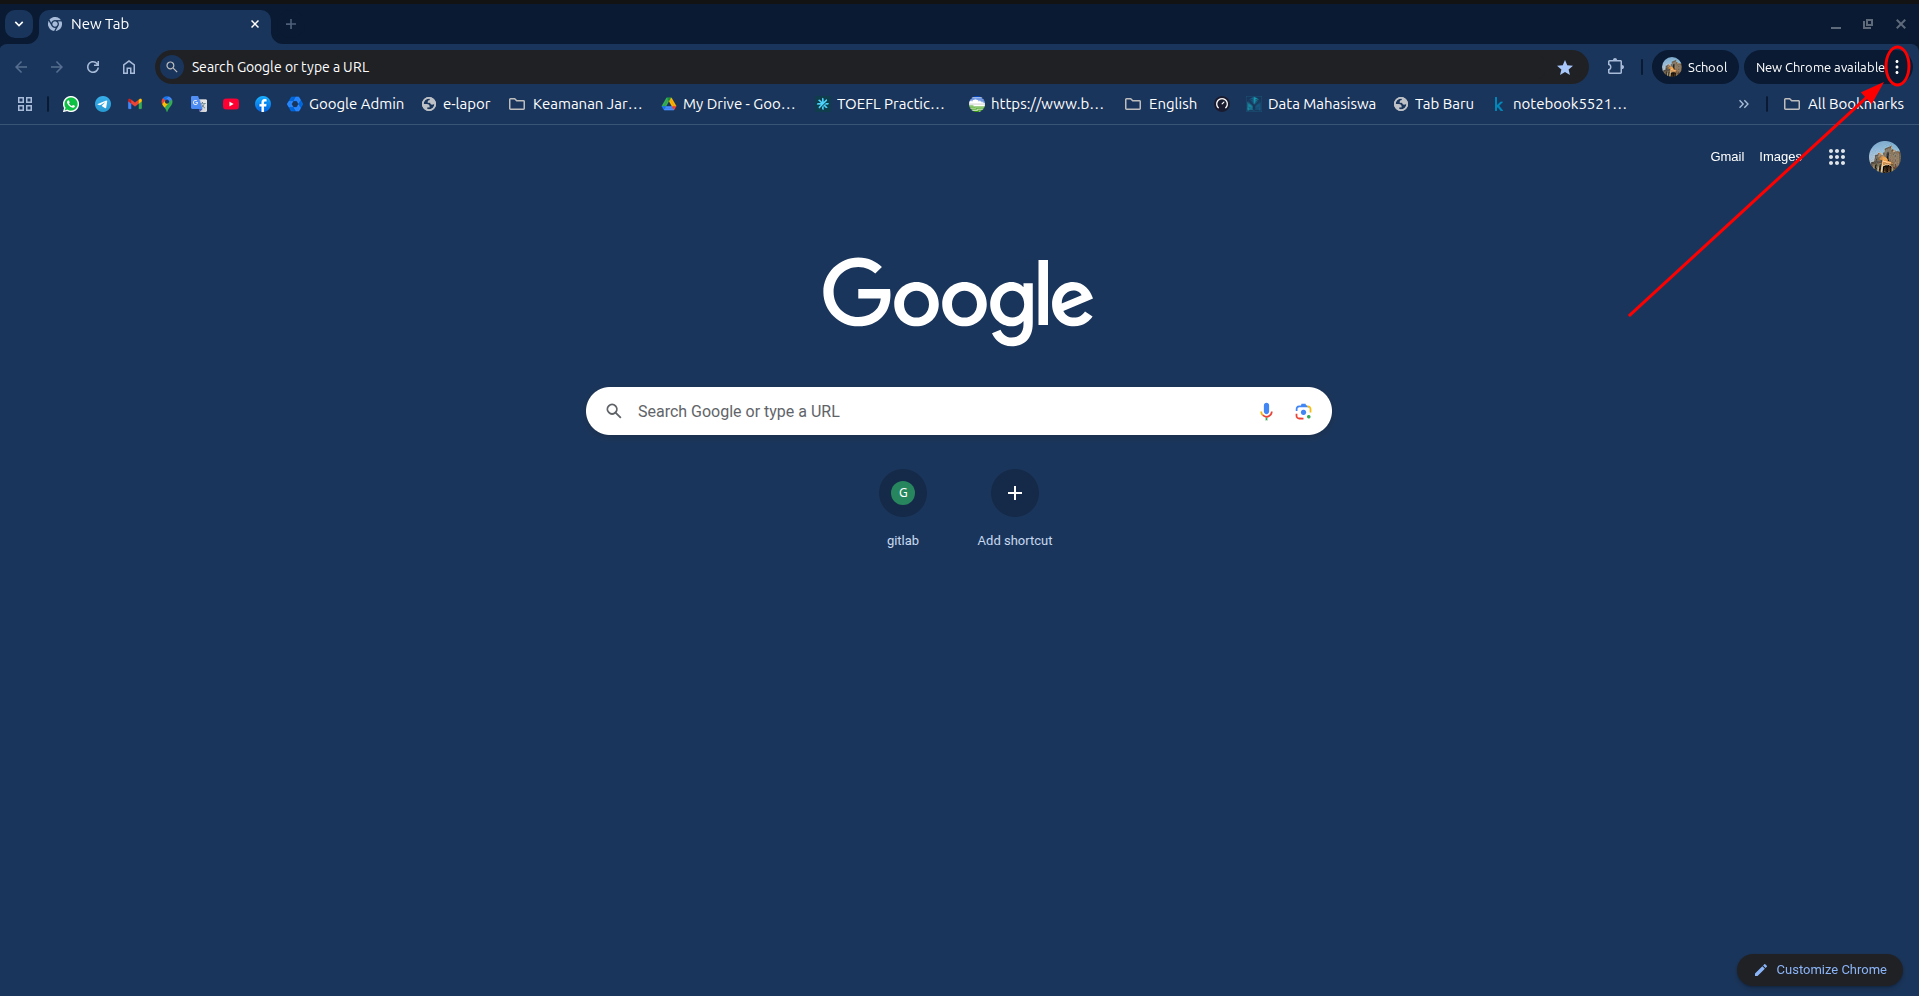 New Tab
Search Google or type a URL
School
New Chrome available
Google Admin
e-lapor
Keamanan Jar...
My Drive - Goo...
TOEFL Practic...
https://www.b...
English
Data Mahasiswa
Tab Baru
notebook5521...
All Bookmarks
Gmail
Images
Google
Search Google or type a URL
G
gitlab
Add shortcut
Customize Chrome